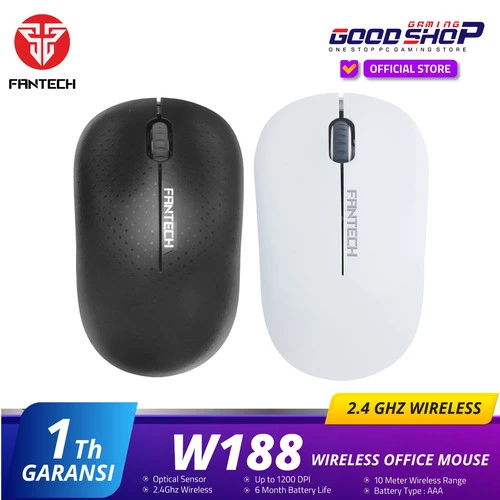 FANTECH
GAMING
GOOD SHOP
ONE STOP PC GAMING STORE
OFFICIAL STORE
FANTECH
FANTECH
2.4 GHZ WIRELESS
1 Th
GARANSI
W188 WIRELESS OFFICE MOUSE
Optical Sensor
2.4Ghz Wireless
Up to 1200 DPI
6 Month Battery Life
10 Meter Wireless Range
Battery Type : AAA